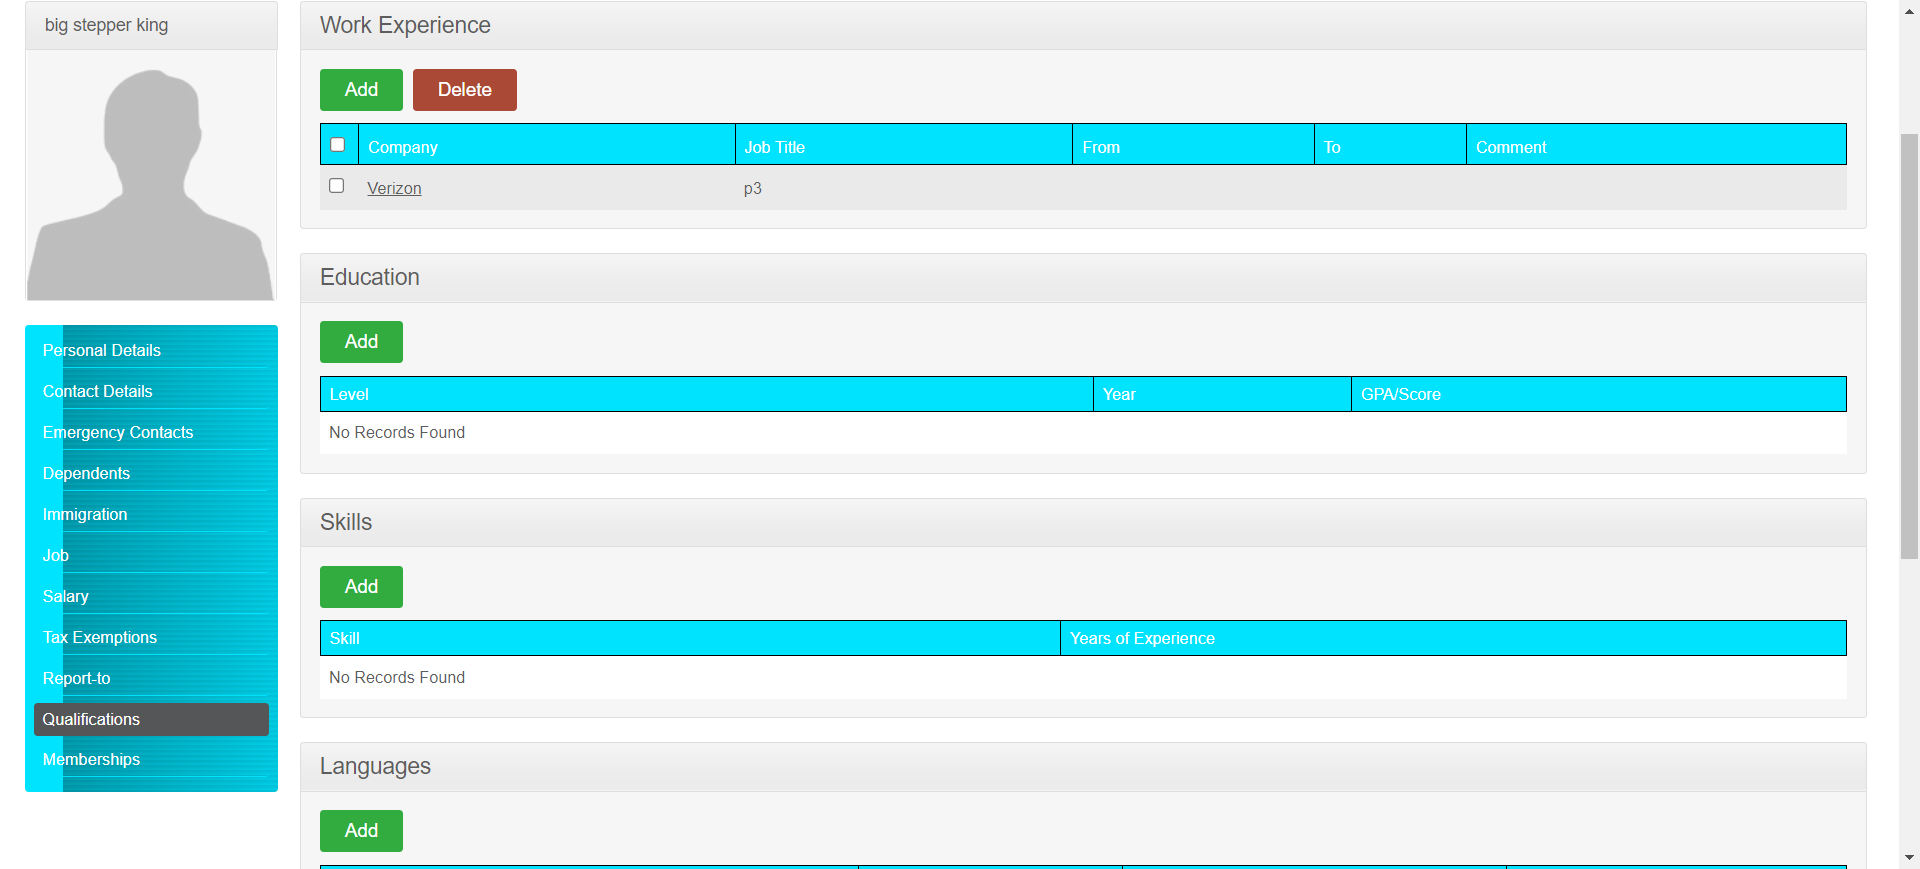 big stepper king
Personal Details
Contact Details
Emergency Contacts
Dependents
Immigration
Job
Salary
Tax Exemptions
Report-to
Qualifications
Memberships
Work Experience
Add Delete
Company Job Title From To Comment
Verizon p3
Education
Add
Level Year GPA/Score
No Records Found
Skills
Add
Skill Years of Experience
No Records Found
Languages
Add